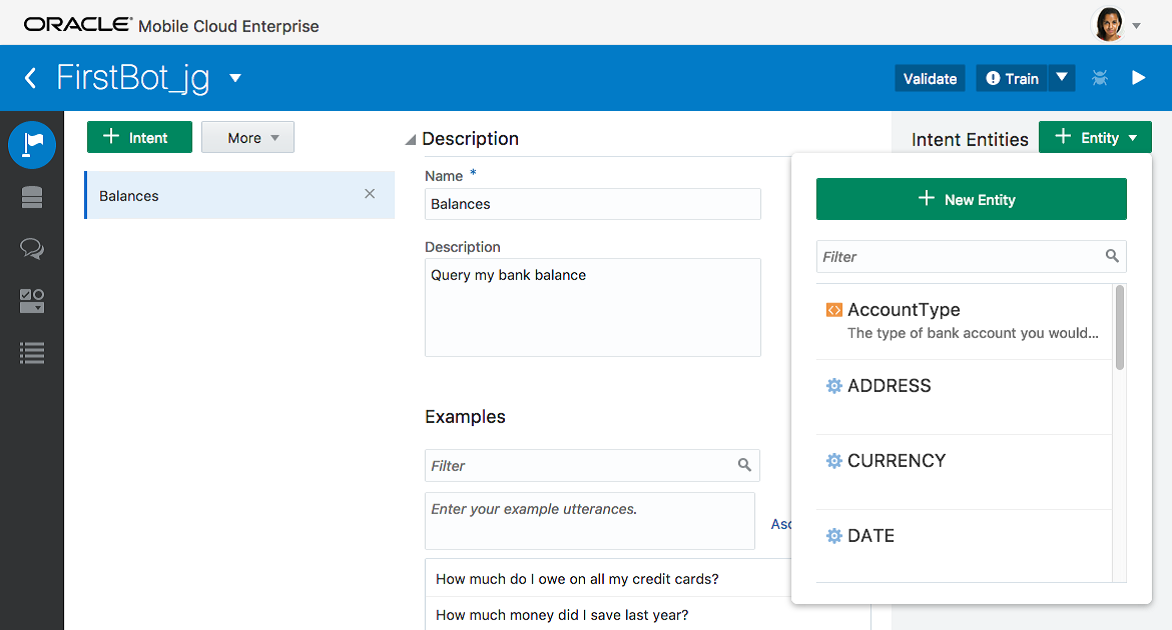 ORACLE® Mobile Cloud Enterprise
FirstBot_jg
Validate
Train
Intent
More
Balances
Description
Name *
Balances
Description
Query my bank balance
Examples
Filter
Enter your example utterances.
Asc
How much do I owe on all my credit cards?
How much money did I save last year?
Intent Entities
Entity
New Entity
Filter
AccountType
The type of bank account you would...
ADDRESS
CURRENCY
DATE